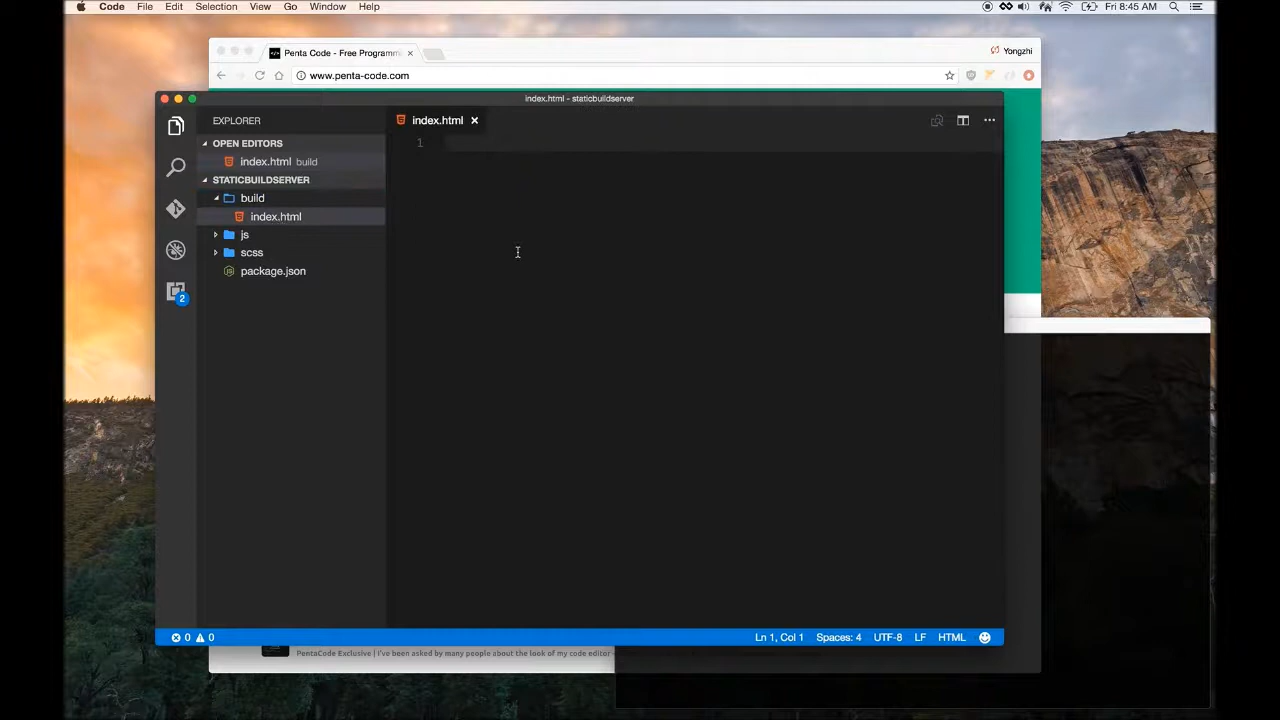 Code File Edit Selection View Go Window Help
Fri 8:45 AM
Penta Code - Free Programm
Yongzhi
www.penta-code.com
index.html - staticbuildserver
EXPLORER
index.html
OPEN EDITORS
1
index.html build
STATICBUILDSERVER
build
index.html
js
scss
package.json
2
0 0
Ln 1, Col 1 Spaces: 4 UTF-8 LF HTML
PentaCode Exclusive | I've been asked by many people about the look of my code editor